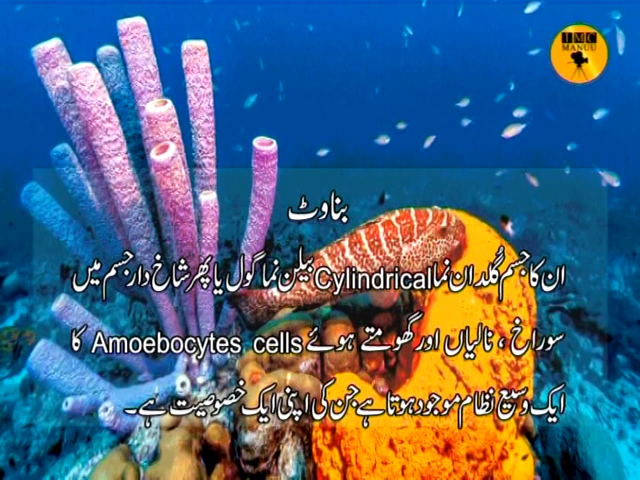 IMC
MANUU
بناوٹ
ان کا جسم گُلدان نما Cylindrical بیلن نما گول یا پھر شاخ دار جسم میں
سوراخ ، نالیاں اور گھومتے ہوئے Amoebocytes cells کا
ایک وسیع نظام موجود ہوتا ہے جن کی اپنی ایک خصوصیت ہے۔